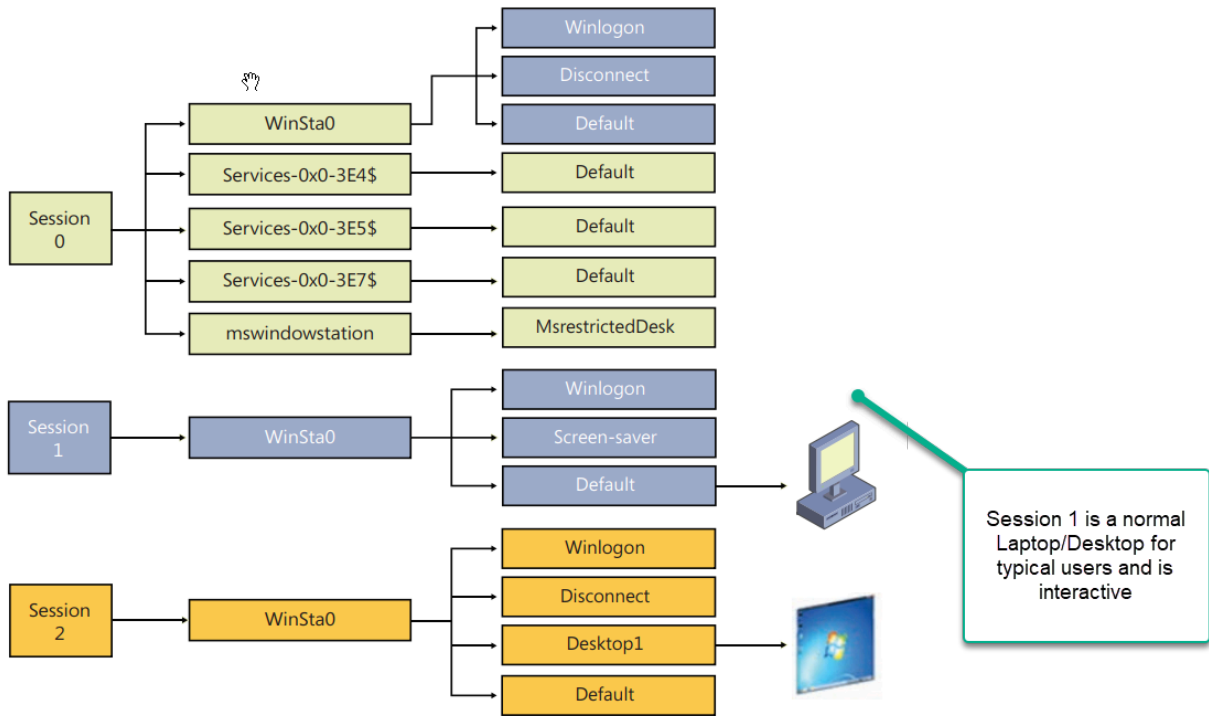 Winlogon
Disconnect
WinSta0
Default
Services-0x0-3E4$
Default
Session
0
Services-0x0-3E5$
Default
Services-0x0-3E7$
Default
mswindowstation
MsrestrictedDesk
Session
1
WinSta0
Winlogon
Screen-saver
Default
Session 1 is a normal
Laptop/Desktop for
typical users and is
interactive
Session
2
WinSta0
Winlogon
Disconnect
Desktop1
Default